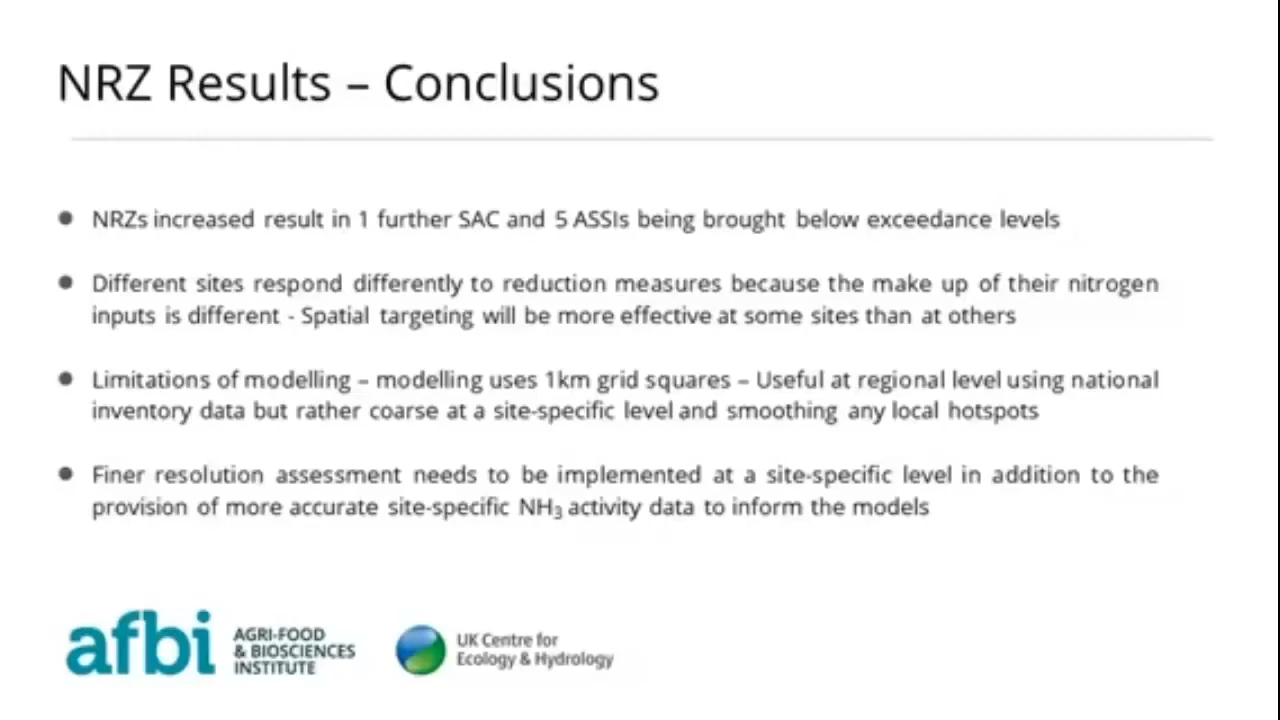 NRZ Results – Conclusions
● NRZs increased result in 1 further SAC and 5 ASSIs being brought below exceedance levels
● Different sites respond differently to reduction measures because the make up of their nitrogen
inputs is different - Spatial targeting will be more effective at some sites than at others
● Limitations of modelling – modelling uses 1km grid squares – Useful at regional level using national
inventory data but rather coarse at a site-specific level and smoothing any local hotspots
● Finer resolution assessment needs to be implemented at a site-specific level in addition to the
provision of more accurate site-specific NH₃ activity data to inform the models
afbi
AGRI-FOOD
& BIOSCIENCES
INSTITUTE
UK Centre for
Ecology & Hydrology